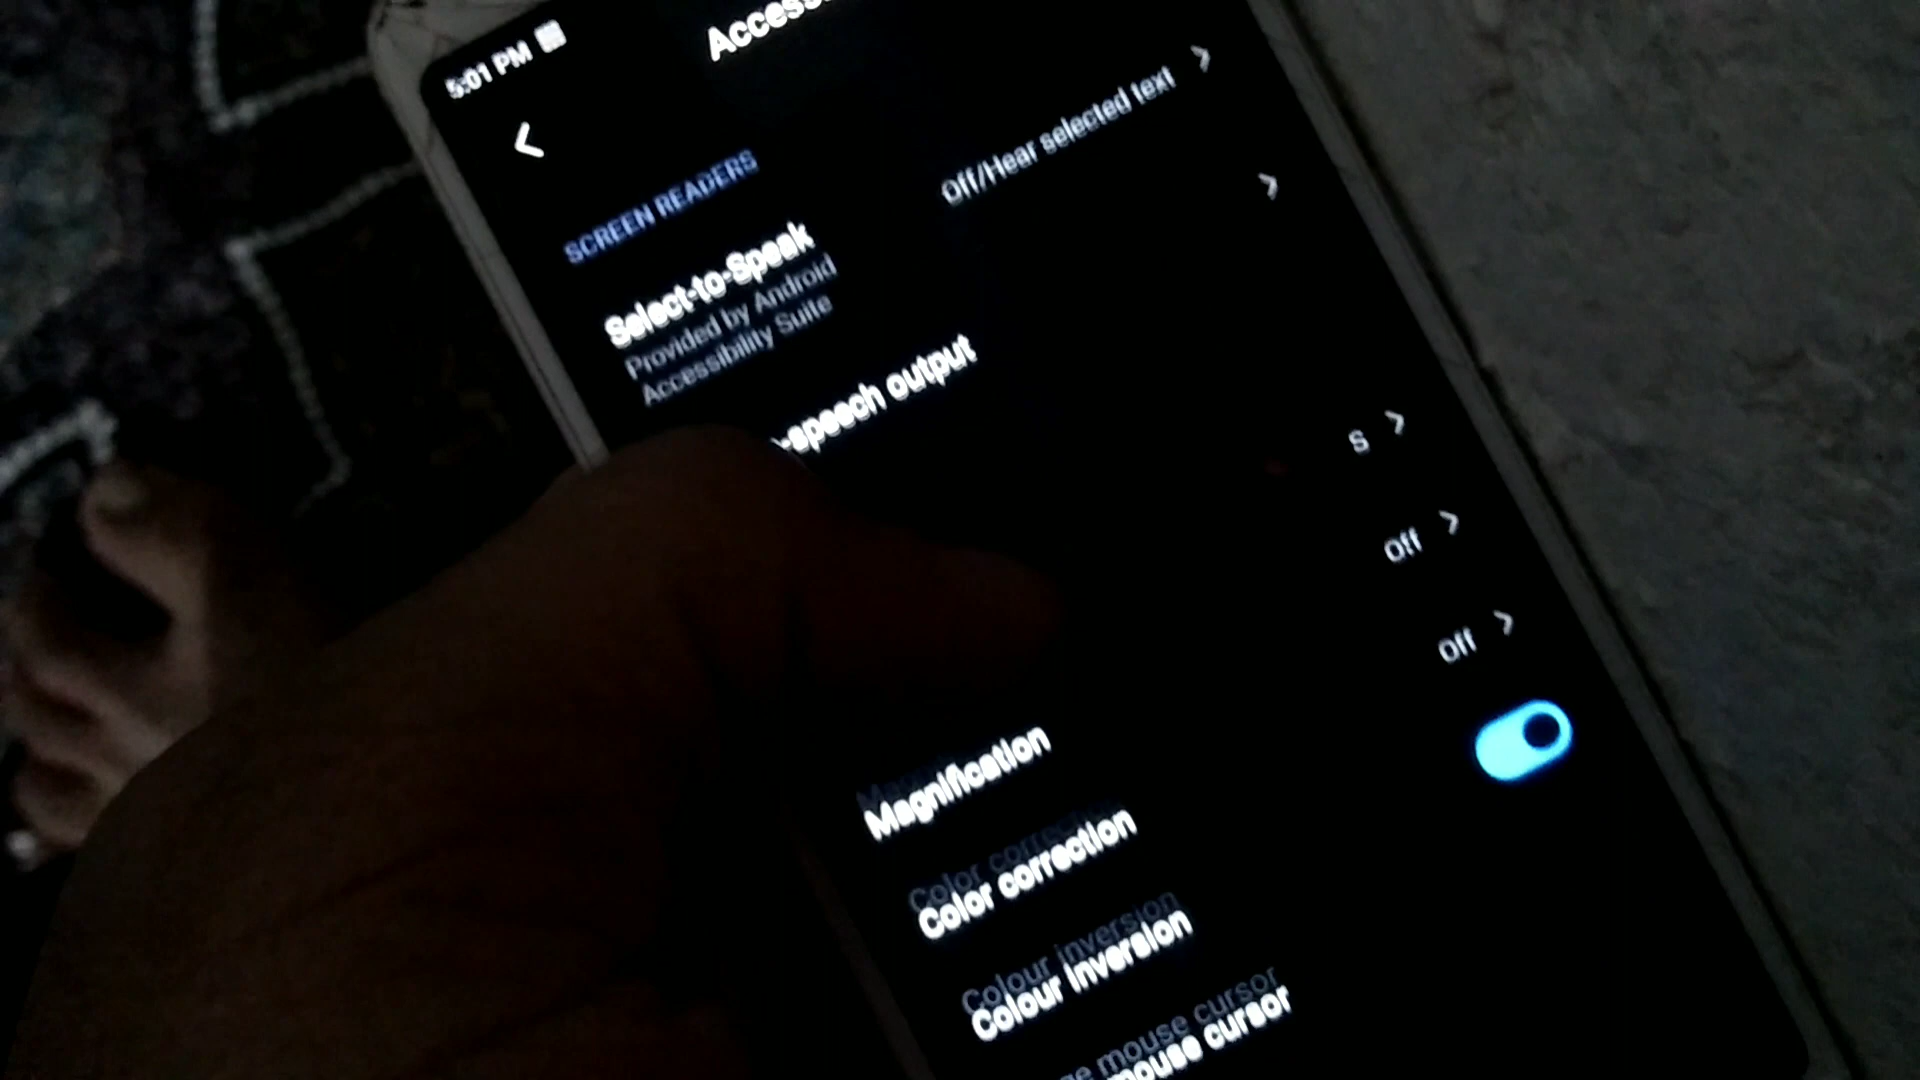 5:01 PM
SCREEN READERS
Select-to-Speak
Provided by Android
Accessibility Suite
Off/Hear selected text
-speech output
S
Magnification
Off
Color correction
Off
Colour inversion
mouse cursor